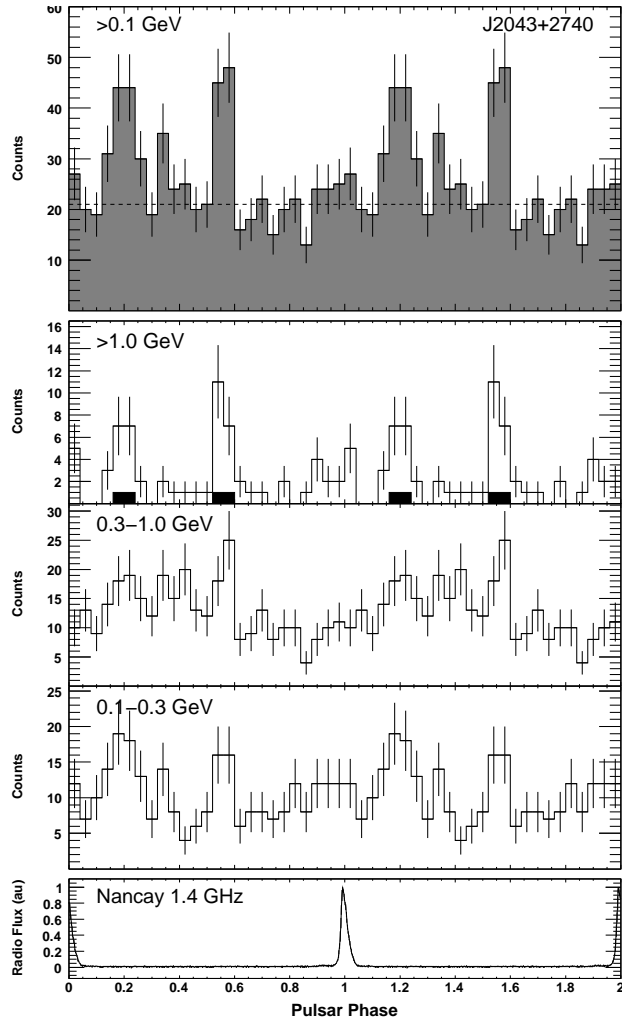 60
>0.1 GeV J2043+2740
50
40
30
20
10
Counts
16
>1.0 GeV
14
12
10
8
6
4
2
Counts
30
0.3−1.0 GeV
25
20
15
10
5
Counts
25
0.1−0.3 GeV
20
15
10
5
Counts
1
Nancay 1.4 GHz
0.8
0.6
0.4
0.2
0
Radio Flux (au)
0 0.2 0.4 0.6 0.8 1 1.2 1.4 1.6 1.8 2
Pulsar Phase